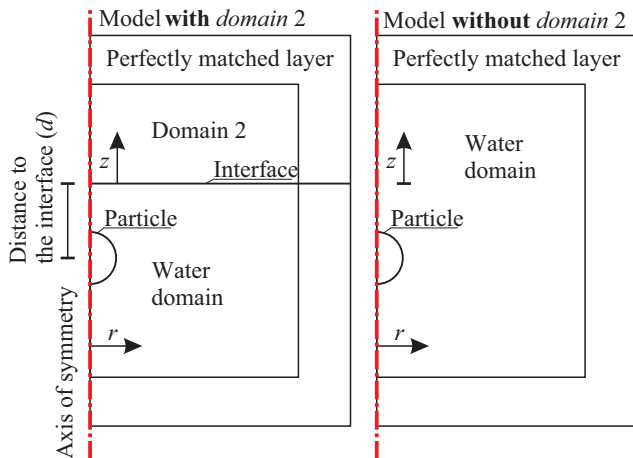 Model with domain 2
Perfectly matched layer
Domain 2
z
Interface
Distance to
the interface (d)
Particle
Water
domain
r
Axis of symmetry
Model without domain 2
Perfectly matched layer
Water
domain
z
Particle
r